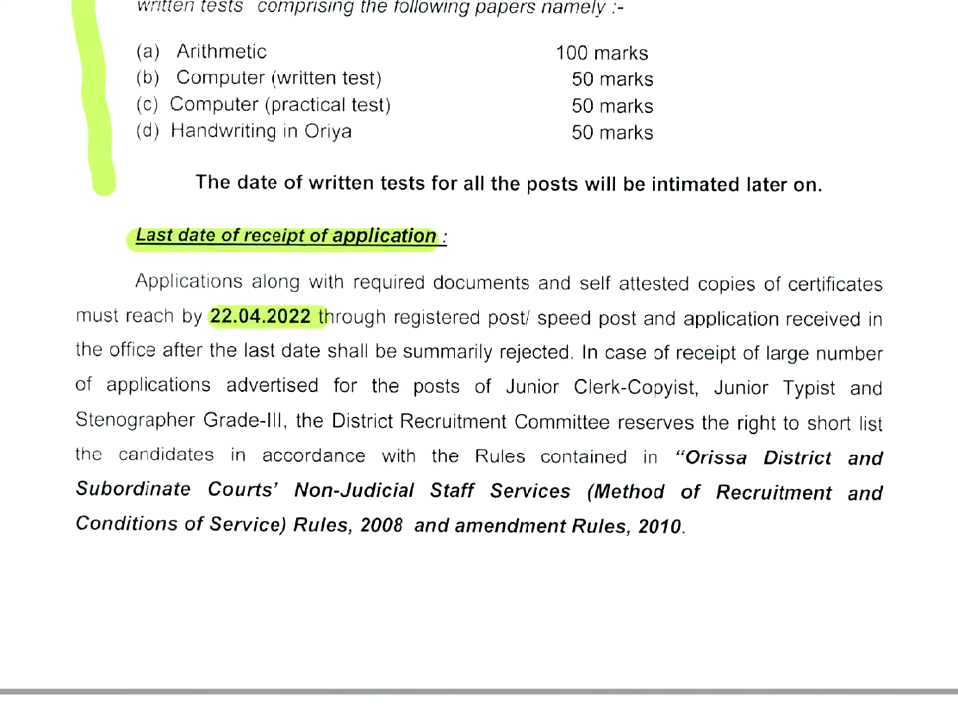 written tests comprising the following papers namely :-
(a) Arithmetic 100 marks
(b) Computer (written test) 50 marks
(c) Computer (practical test) 50 marks
(d) Handwriting in Oriya 50 marks
The date of written tests for all the posts will be intimated later on.
Last date of receipt of application :
Applications along with required documents and self attested copies of certificates
must reach by 22.04.2022 through registered post/ speed post and application received in
the office after the last date shall be summarily rejected. In case of receipt of large number
of applications advertised for the posts of Junior Clerk-Copyist, Junior Typist and
Stenographer Grade-III, the District Recruitment Committee reserves the right to short list
the candidates in accordance with the Rules contained in "Orissa District and
Subordinate Courts' Non-Judicial Staff Services (Method of Recruitment and
Conditions of Service) Rules, 2008 and amendment Rules, 2010.